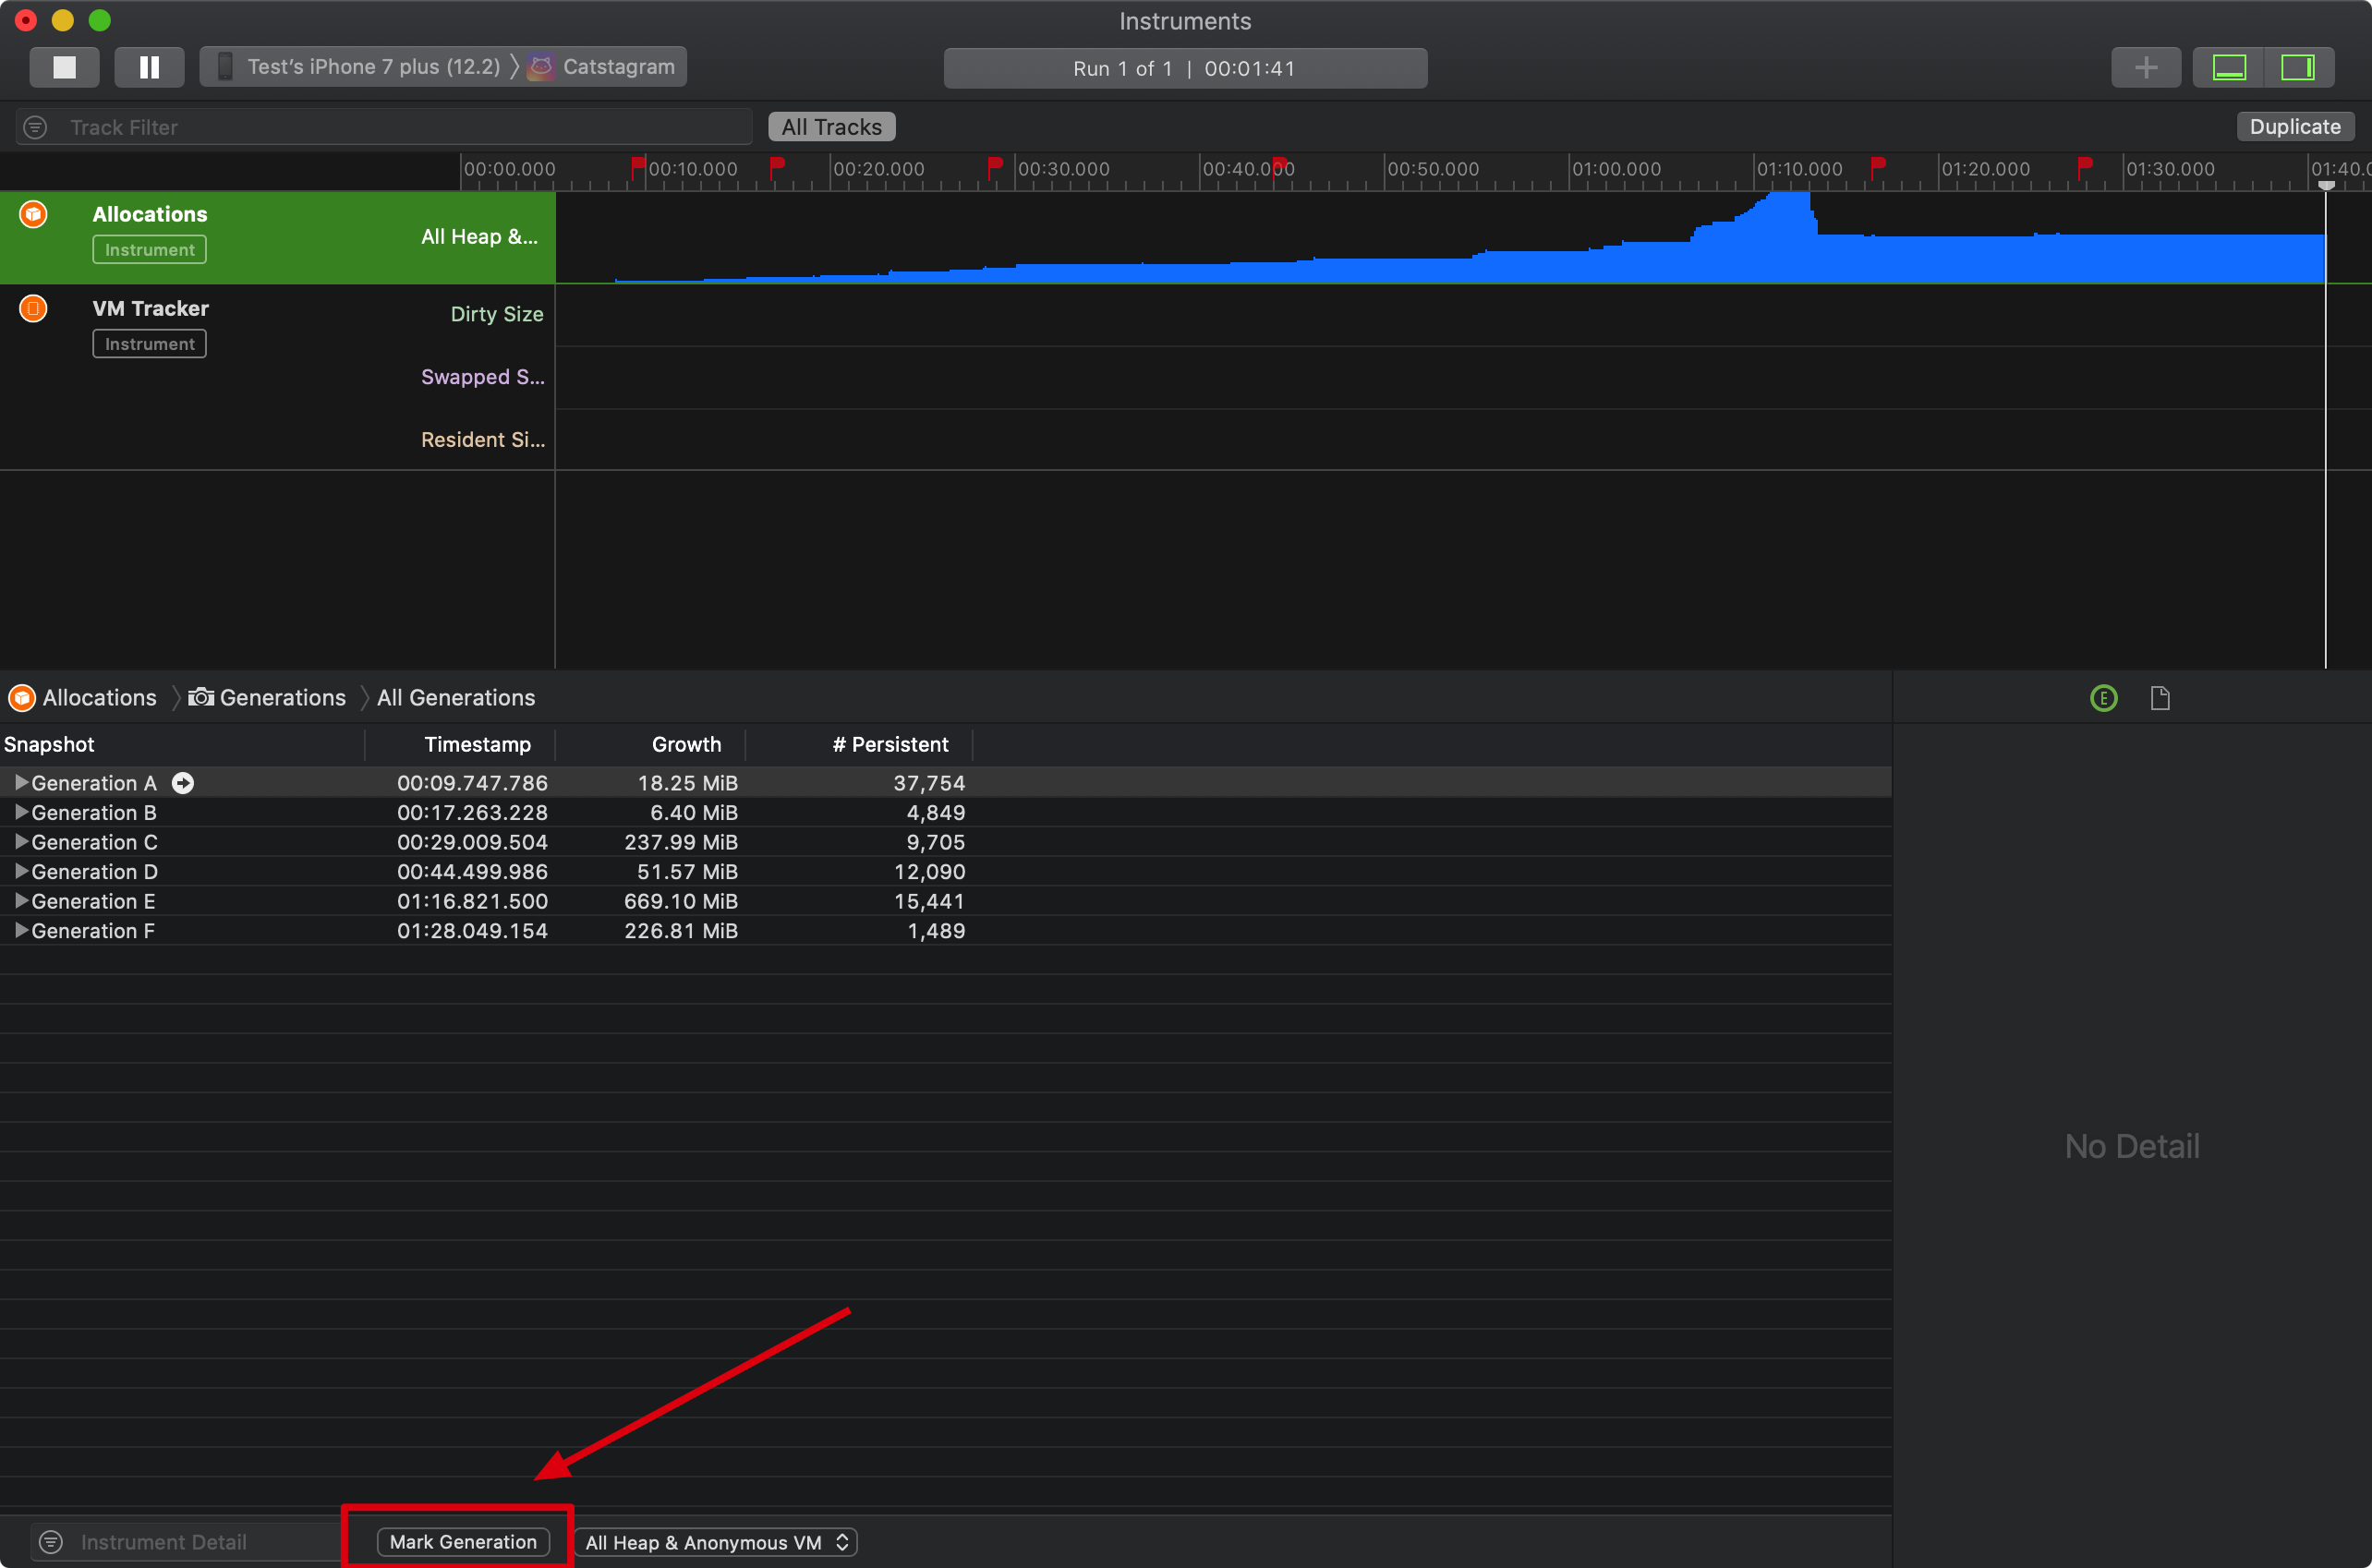 Instruments
Test’s iPhone 7 plus (12.2) Catstagram
Run 1 of 1 | 00:01:41
Track Filter
All Tracks
Duplicate
00:00.000 00:10.000 00:20.000 00:30.000 00:40.000 00:50.000 01:00.000 01:10.000 01:20.000 01:30.000 01:40.0
Allocations
Instrument
All Heap &...
VM Tracker
Instrument
Dirty Size
Swapped S...
Resident Si...
Allocations Generations All Generations
E
Snapshot Timestamp Growth # Persistent
Generation A 00:09.747.786 18.25 MiB 37,754
Generation B 00:17.263.228 6.40 MiB 4,849
Generation C 00:29.009.504 237.99 MiB 9,705
Generation D 00:44.499.986 51.57 MiB 12,090
Generation E 01:16.821.500 669.10 MiB 15,441
Generation F 01:28.049.154 226.81 MiB 1,489
No Detail
Instrument Detail
Mark Generation
All Heap & Anonymous VM